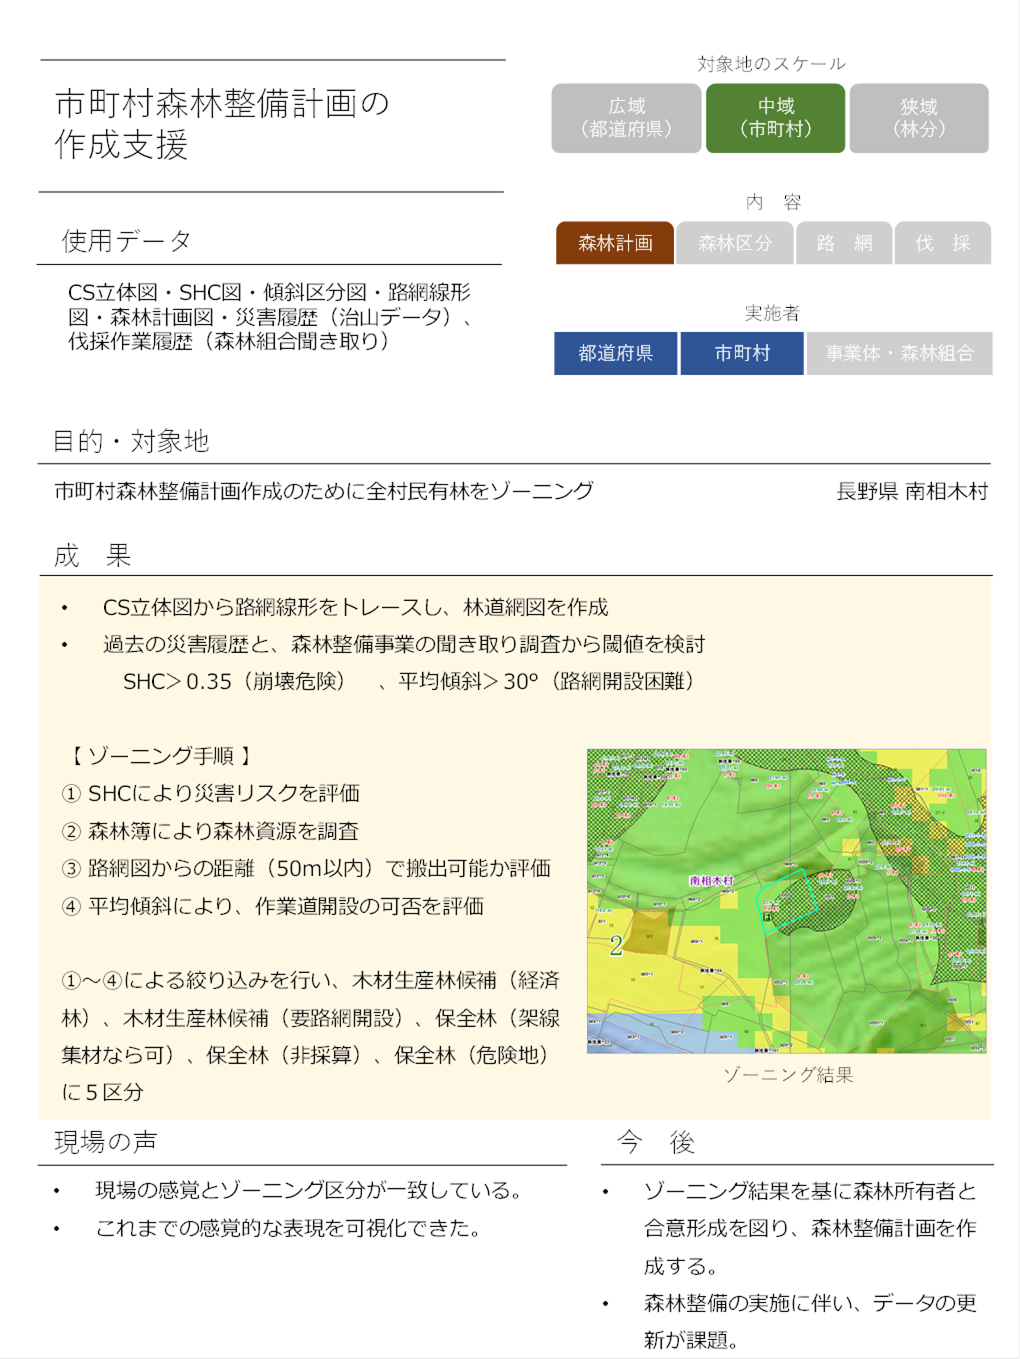 市町村森林整備計画の
作成支援
対象地のスケール
広域
（都道府県）
中域
（市町村）
狭域
（林分）
内　容
森林計画
森林区分
路　網
伐　採
実施者
都道府県
市町村
事業体・森林組合
使用データ
CS立体図・SHC図・傾斜区分図・路網線形
図・森林計画図・災害履歴（治山データ）、
伐採作業履歴（森林組合聞き取り）
目的・対象地
市町村森林整備計画作成のために全村民有林をゾーニング
長野県 南相木村
成　果
• CS立体図から路網線形をトレースし、林道網図を作成
• 過去の災害履歴と、森林整備事業の聞き取り調査から閾値を検討
SHC＞0.35（崩壊危険）　、平均傾斜＞30°（路網開設困難）
【 ゾーニング手順 】
① SHCにより災害リスクを評価
② 森林簿により森林資源を調査
③ 路網図からの距離（50m以内）で搬出可能か評価
④ 平均傾斜により、作業道開設の可否を評価
①～④による絞り込みを行い、木材生産林候補（経済
林）、木材生産林候補（要路網開設）、保全林（架線
集材なら可）、保全林（非採算）、保全林（危険地）
に５区分
南相木村
2
ゾーニング結果
現場の声
• 現場の感覚とゾーニング区分が一致している。
• これまでの感覚的な表現を可視化できた。
今　後
• ゾーニング結果を基に森林所有者と
合意形成を図り、森林整備計画を作
成する。
• 森林整備の実施に伴い、データの更
新が課題。